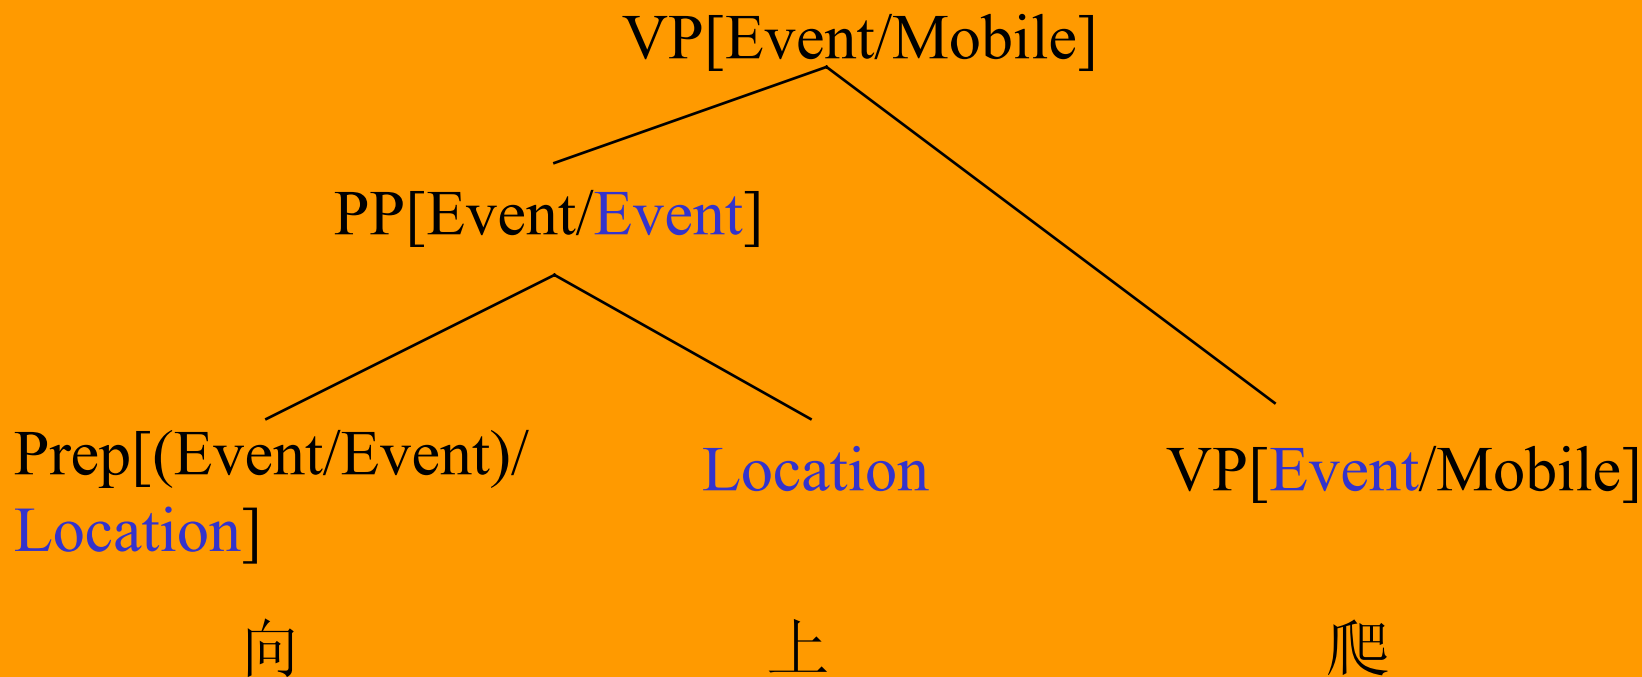 VP[Event/Mobile]
PP[Event/Event]
Prep[(Event/Event)/
Location]
Location
VP[Event/Mobile]
向
上
爬